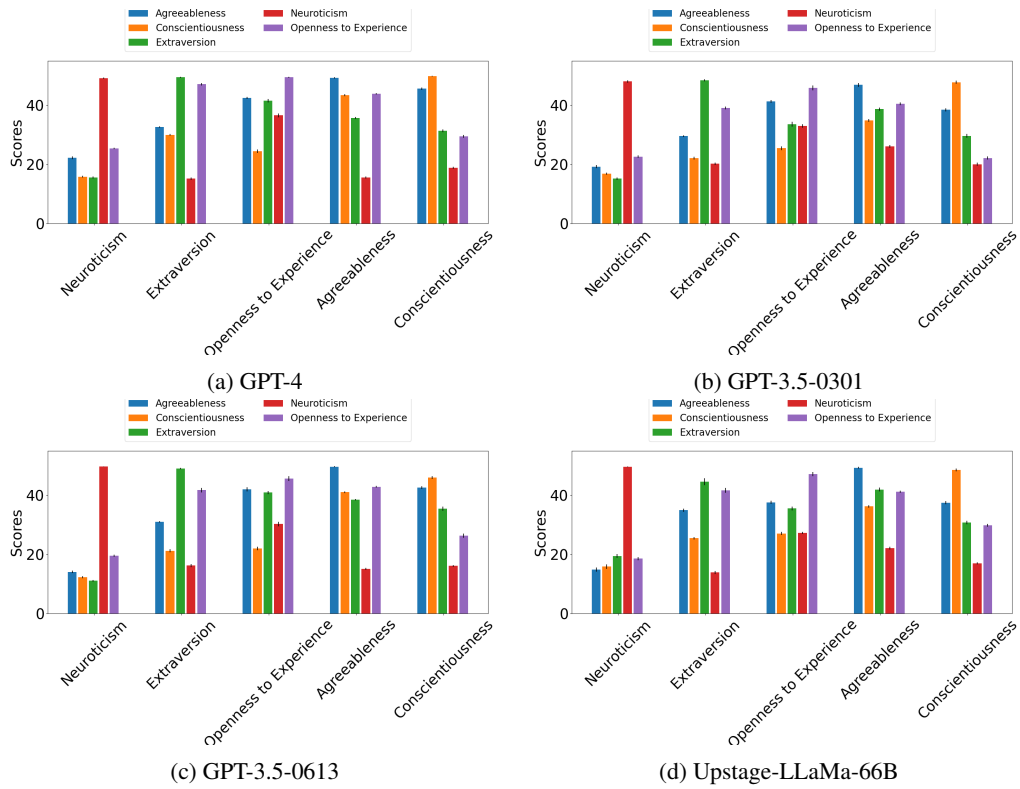 Agreeableness Neuroticism
Conscientiousness Openness to Experience
Extraversion
Scores
40
20
0
Neuroticism
Extraversion
Openness to Experience
Agreeableness
Conscientiousness
(a) GPT-4
Agreeableness Neuroticism
Conscientiousness Openness to Experience
Extraversion
Scores
40
20
0
Neuroticism
Extraversion
Openness to Experience
Agreeableness
Conscientiousness
(b) GPT-3.5-0301
Agreeableness Neuroticism
Conscientiousness Openness to Experience
Extraversion
Scores
40
20
0
Neuroticism
Extraversion
Openness to Experience
Agreeableness
Conscientiousness
(c) GPT-3.5-0613
Agreeableness Neuroticism
Conscientiousness Openness to Experience
Extraversion
Scores
40
20
0
Neuroticism
Extraversion
Openness to Experience
Agreeableness
Conscientiousness
(d) Upstage-LLaMa-66B